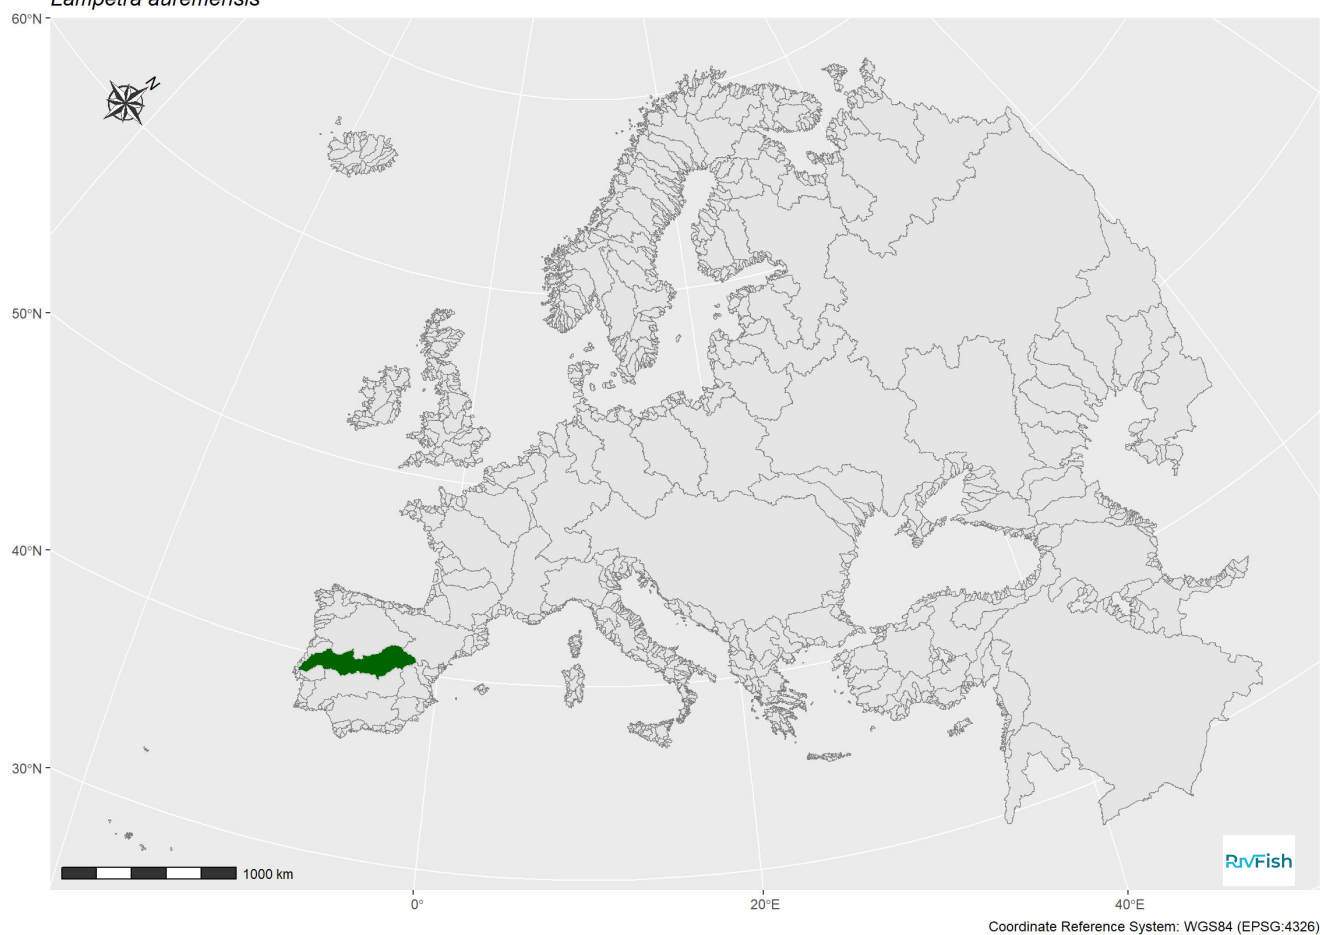 Lampetra auremensis
60°N
N
50°N
40°N
30°N
1000 km
RivFish
0°
20°E
40°E
Coordinate Reference System: WGS84 (EPSG:4326)